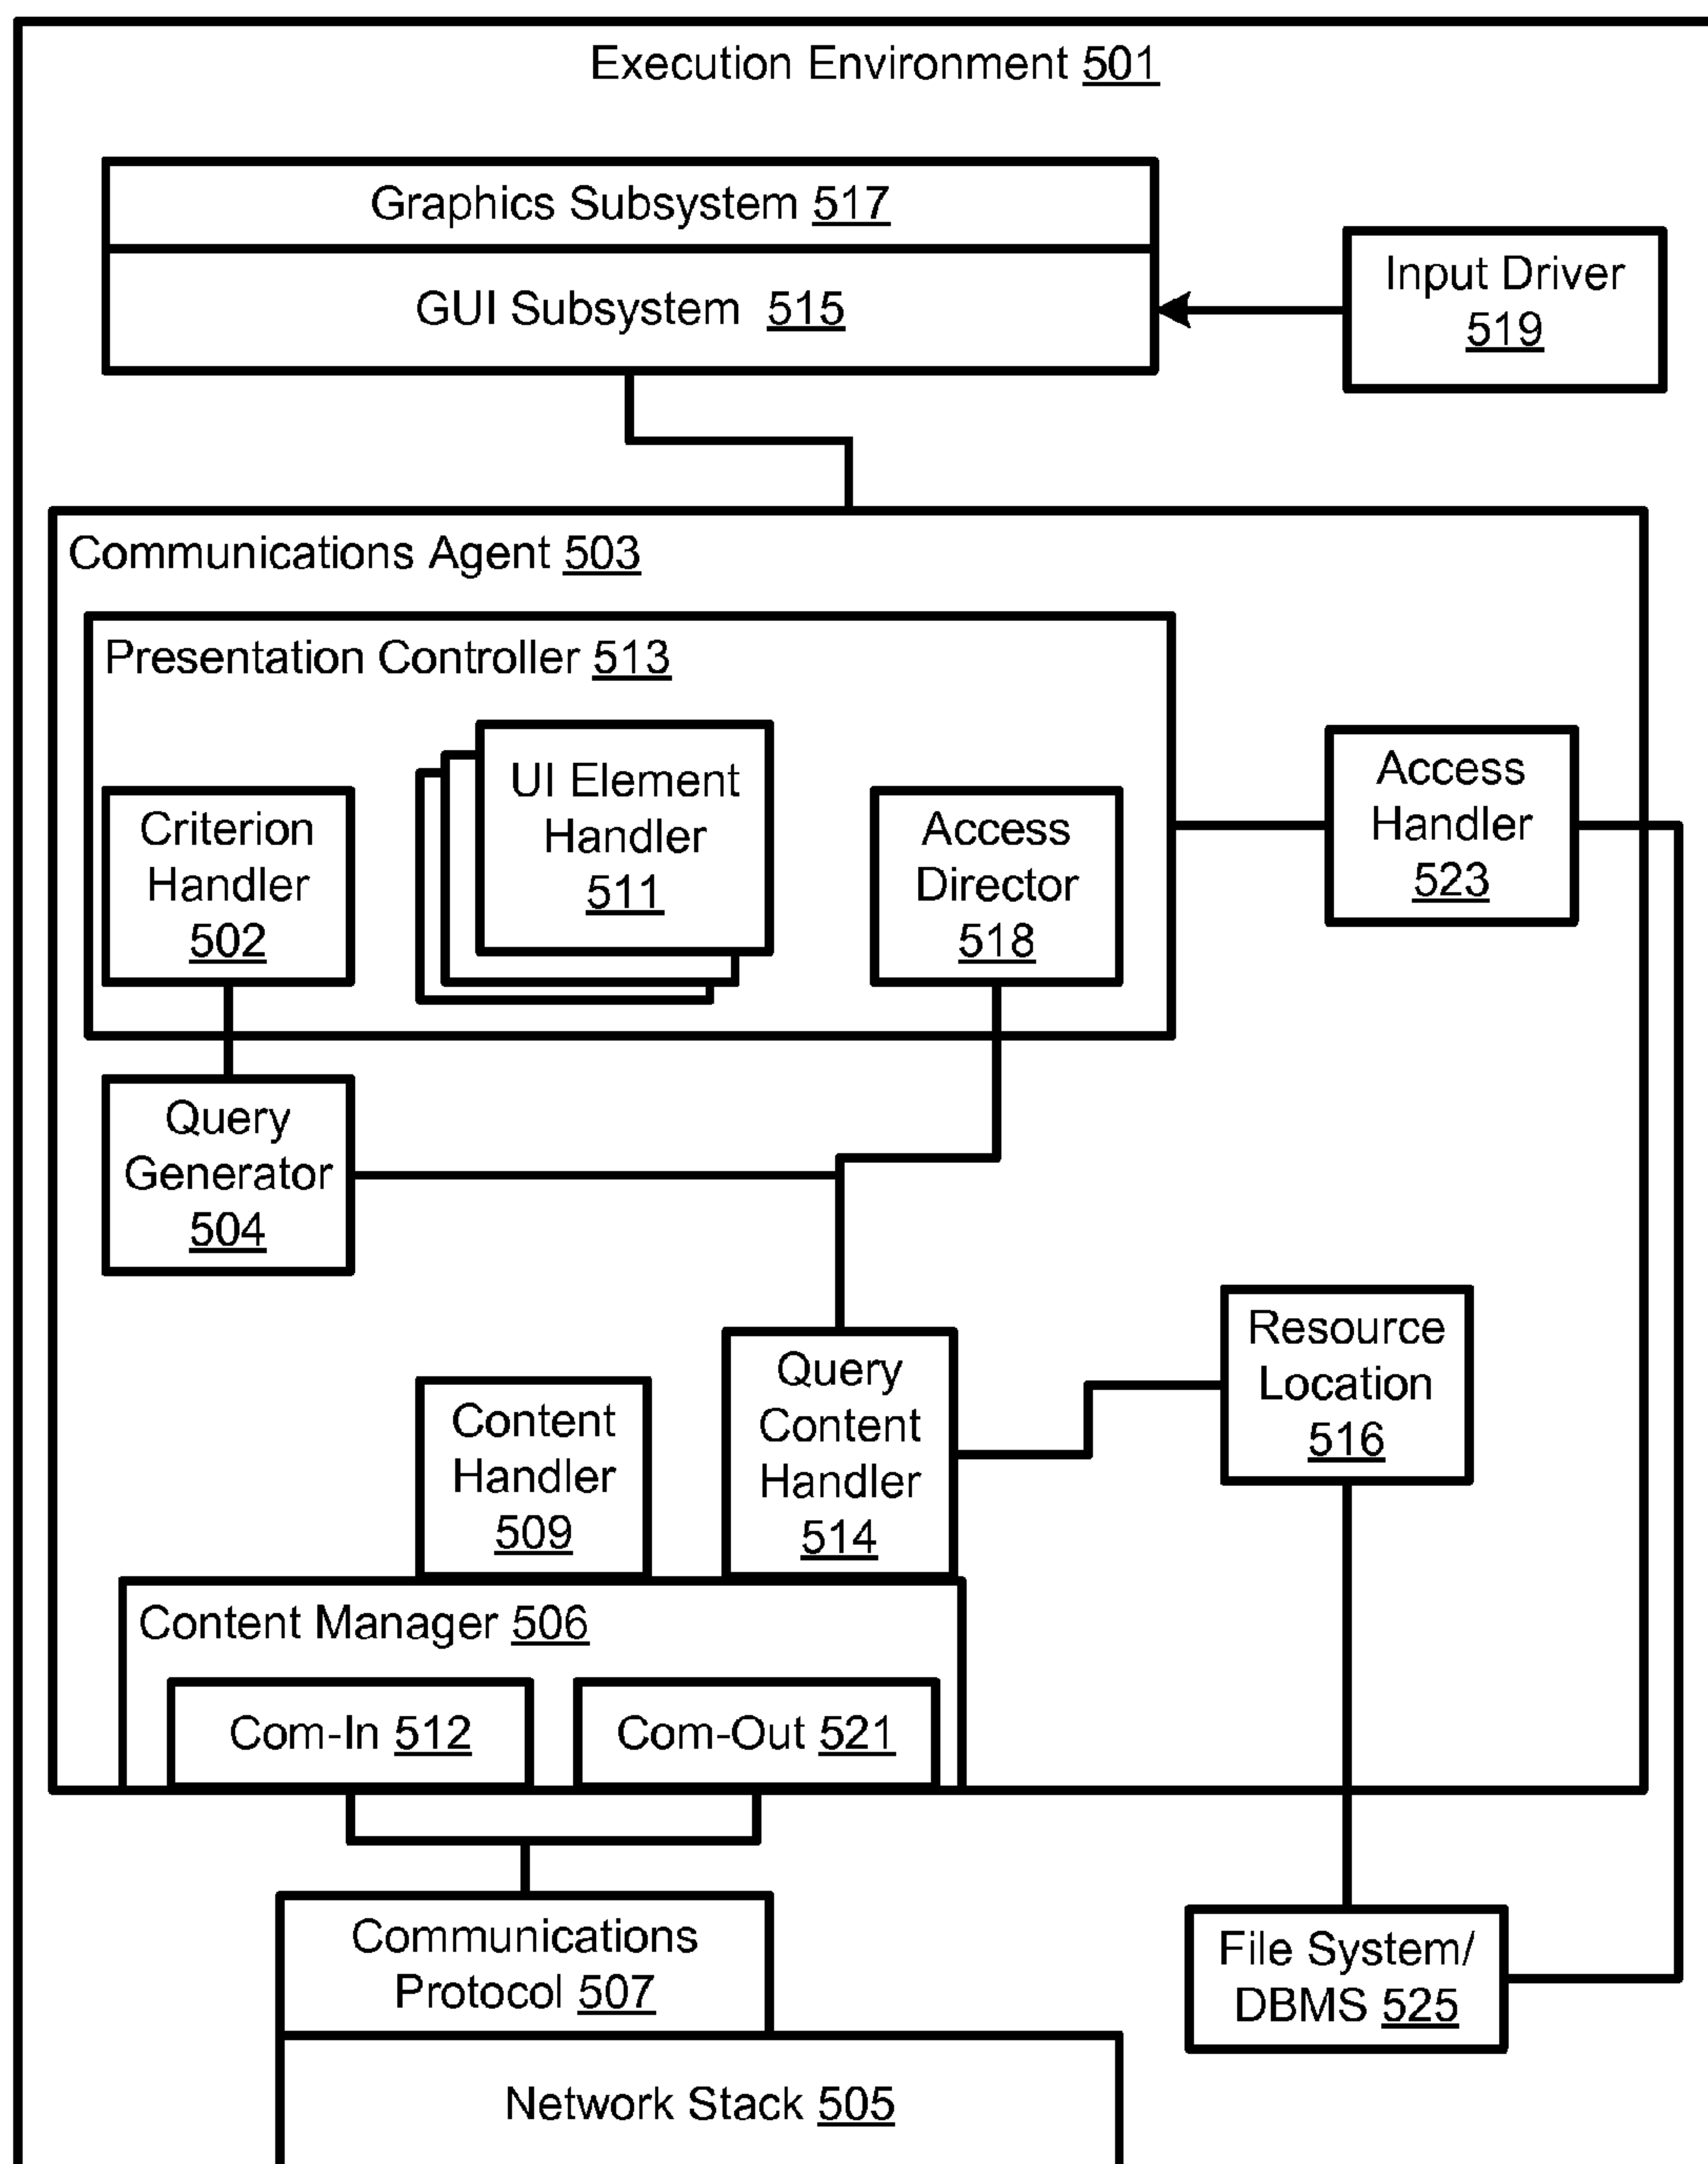 Execution Environment 501
Graphics Subsystem 517
GUI Subsystem 515
Input Driver
519
Communications Agent 503
Presentation Controller 513
Criterion
Handler
502
UI Element
Handler
511
Access
Director
518
Access
Handler
523
Query
Generator
504
Content
Handler
509
Query
Content
Handler
514
Resource
Location
516
Content Manager 506
Com-In 512
Com-Out 521
Communications
Protocol 507
File System/
DBMS 525
Network Stack 505